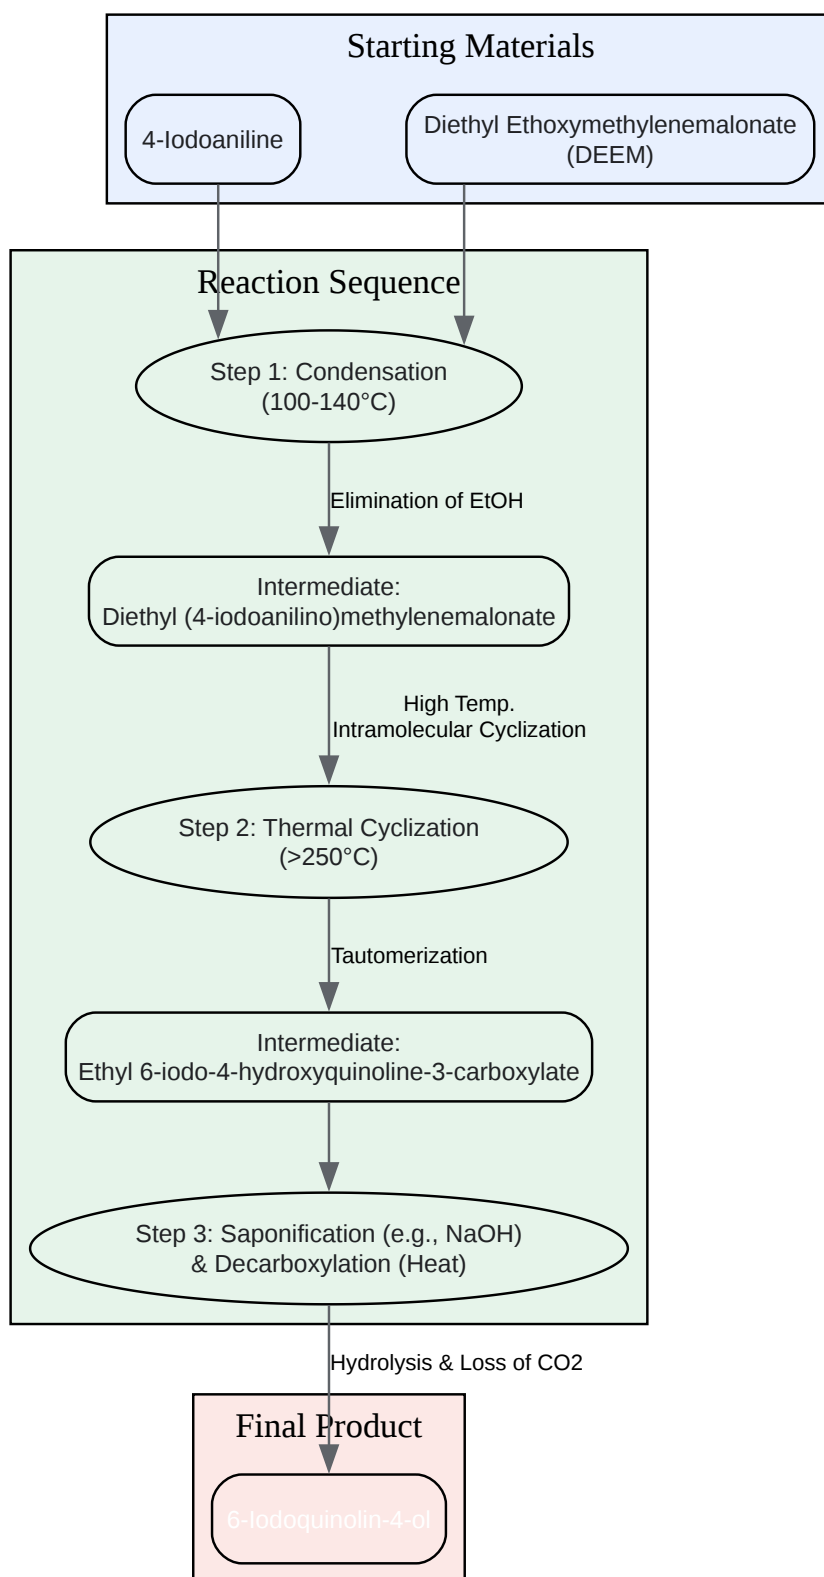 Starting Materials
4-Iodoaniline
Diethyl Ethoxymethylenemalonate
(DEEM)
Reaction Sequence
Step 1: Condensation
(100-140°C)
Elimination of EtOH
Intermediate:
Diethyl (4-iodoanilino)methylenemalonate
High Temp.
Intramolecular Cyclization
Step 2: Thermal Cyclization
(>250°C)
Tautomerization
Intermediate:
Ethyl 6-iodo-4-hydroxyquinoline-3-carboxylate
Step 3: Saponification (e.g., NaOH)
& Decarboxylation (Heat)
Hydrolysis & Loss of CO2
Final Product
6-Iodoquinolin-4-ol